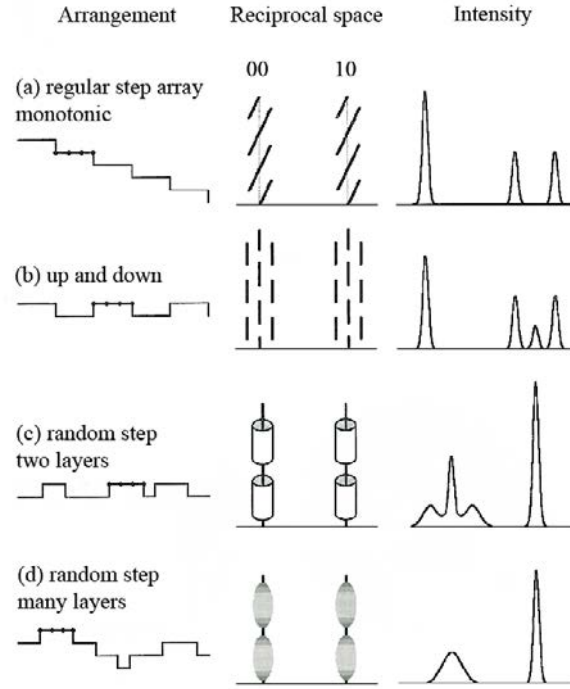 Arrangement Reciprocal space Intensity
00 10
(a) regular step array
monotonic
(b) up and down
(c) random step
two layers
(d) random step
many layers